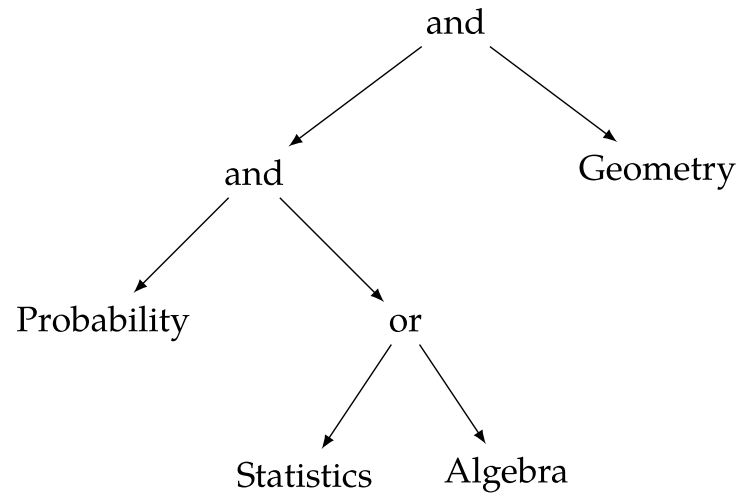 and
and
Geometry
Probability
or
Statistics
Algebra